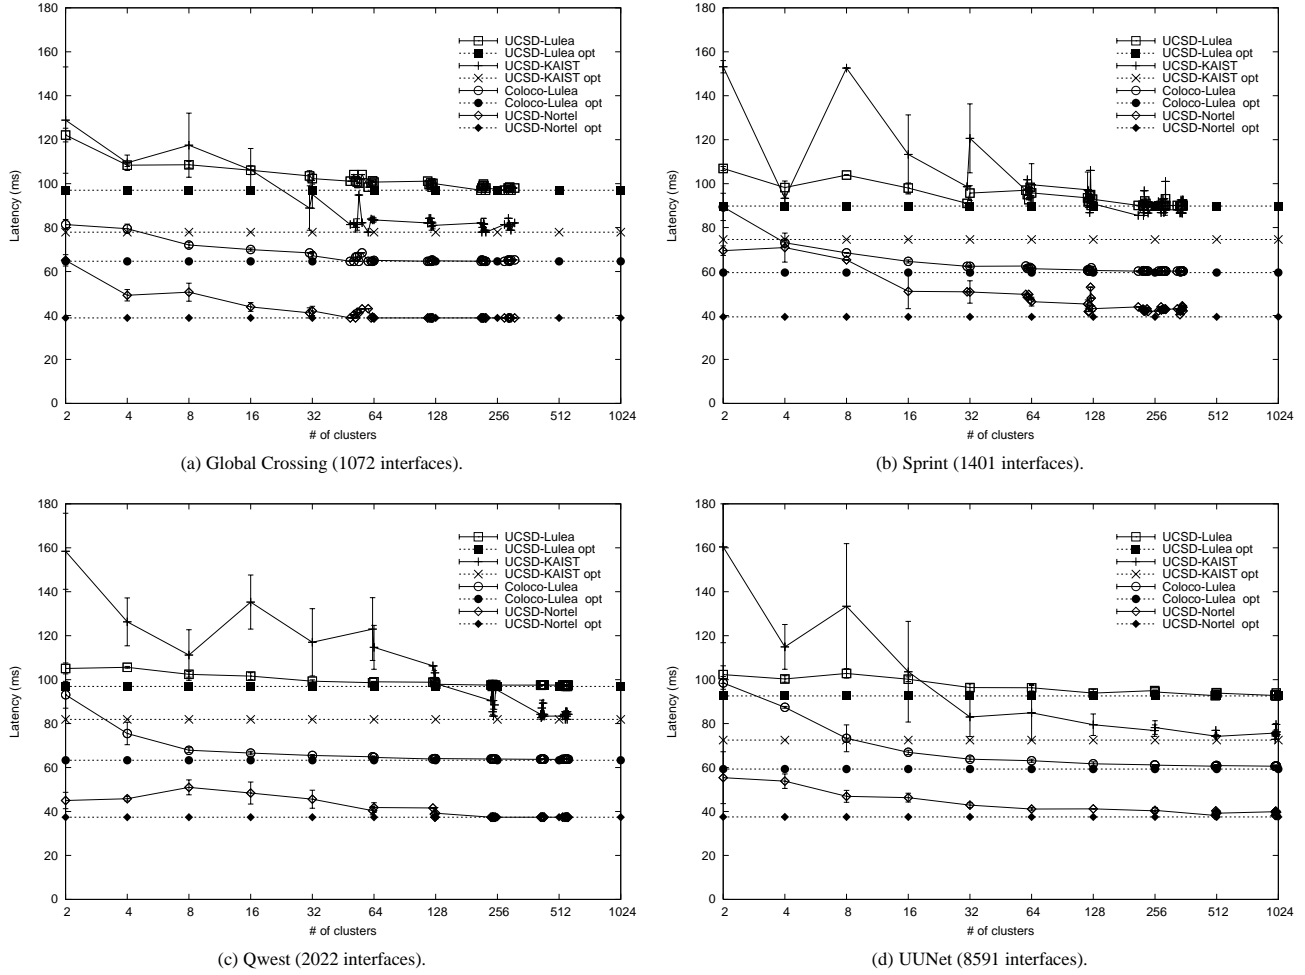 180
160
140
120
100
80
60
40
20
0
Latency (ms)
UCSD-Lulea
UCSD-Lulea opt
UCSD-KAIST
UCSD-KAIST opt
Coloco-Lulea
Coloco-Lulea opt
UCSD-Nortel
UCSD-Nortel opt
2 4 8 16 32 64 128 256 512 1024
# of clusters
(a) Global Crossing (1072 interfaces).
180
160
140
120
100
80
60
40
20
0
Latency (ms)
UCSD-Lulea
UCSD-Lulea opt
UCSD-KAIST
UCSD-KAIST opt
Coloco-Lulea
Coloco-Lulea opt
UCSD-Nortel
UCSD-Nortel opt
2 4 8 16 32 64 128 256 512 1024
# of clusters
(b) Sprint (1401 interfaces).
180
160
140
120
100
80
60
40
20
0
Latency (ms)
UCSD-Lulea
UCSD-Lulea opt
UCSD-KAIST
UCSD-KAIST opt
Coloco-Lulea
Coloco-Lulea opt
UCSD-Nortel
UCSD-Nortel opt
2 4 8 16 32 64 128 256 512 1024
# of clusters
(c) Qwest (2022 interfaces).
180
160
140
120
100
80
60
40
20
0
Latency (ms)
UCSD-Lulea
UCSD-Lulea opt
UCSD-KAIST
UCSD-KAIST opt
Coloco-Lulea
Coloco-Lulea opt
UCSD-Nortel
UCSD-Nortel opt
2 4 8 16 32 64 128 256 512 1024
# of clusters
(d) UUNet (8591 interfaces).